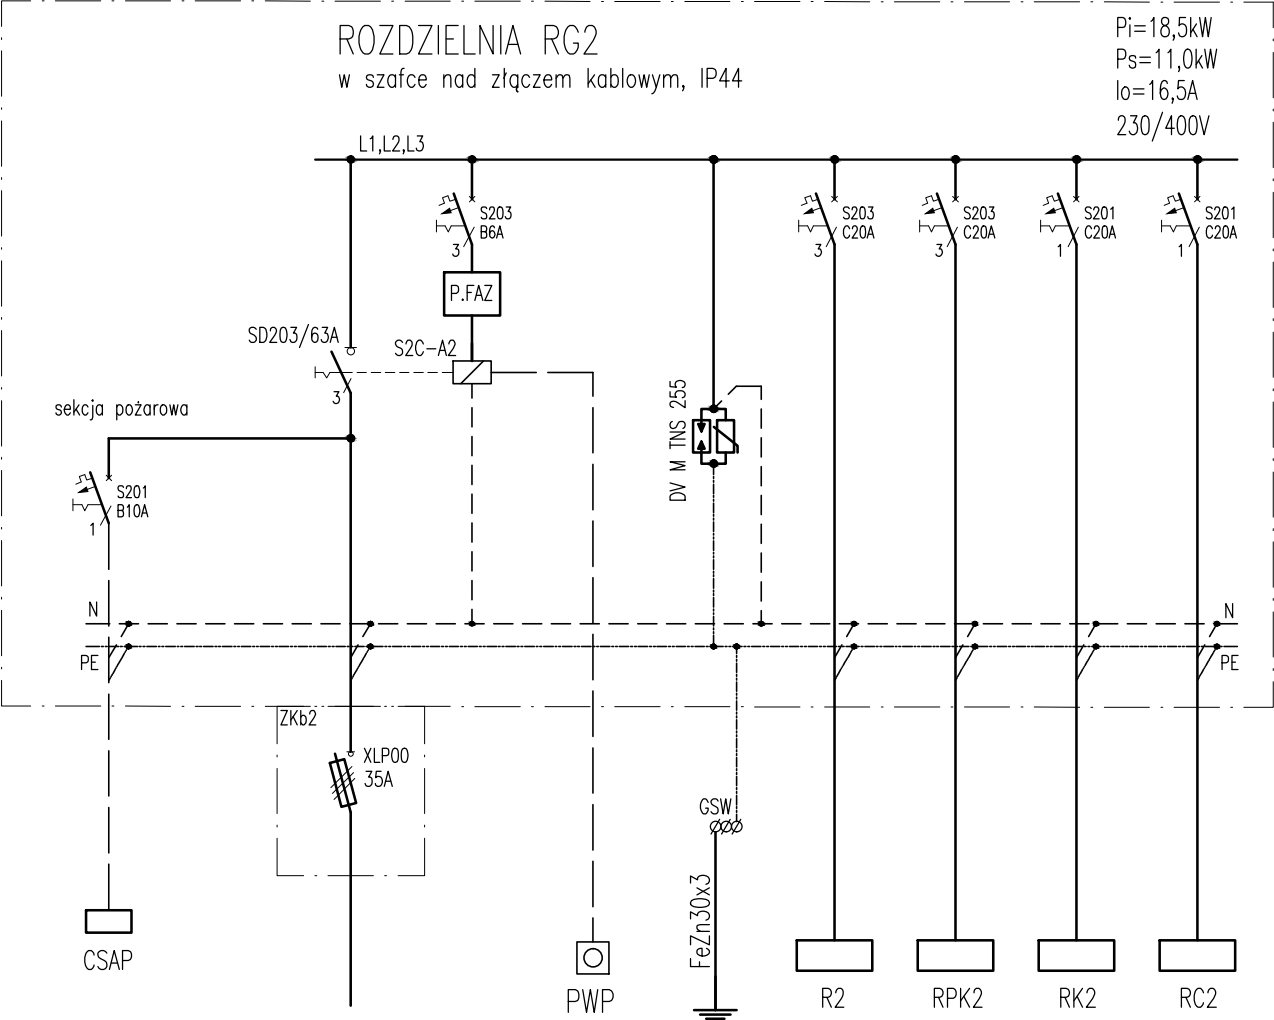 ROZDZIELNIA RG2
w szafce nad złączem kablowym, IP44
Pi=18,5kW
Ps=11,0kW
Io=16,5A
230/400V
L1,L2,L3
S203
B6A
3
S203
C20A
3
S203
C20A
3
S201
C20A
1
S201
C20A
1
P.FAZ
SD203/63A
3
S2C-A2
DV M TNS 255
sekcja pożarowa
S201
B10A
1
N
N
PE
PE
ZKb2
XLP00
35A
GSW
FeZn30x3
CSAP
PWP
R2
RPK2
RK2
RC2